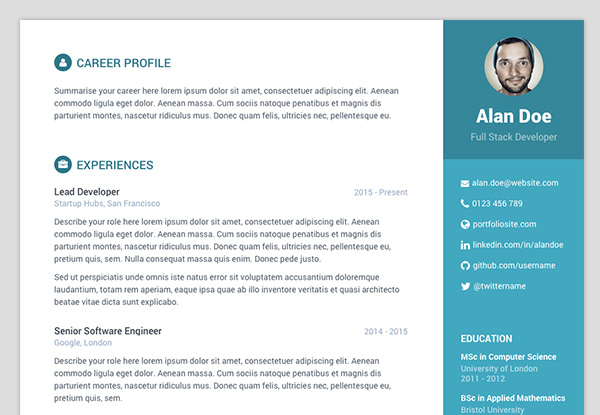 CAREER PROFILE
Summarise your career here lorem ipsum dolor sit amet, consectetuer adipiscing elit. Aenean
commodo ligula eget dolor. Aenean massa. Cum sociis natoque penatibus et magnis dis
parturient montes, nascetur ridiculus mus. Donec quam felis, ultricies nec, pellentesque eu.
EXPERIENCES
Lead Developer
2015 - Present
Startup Hubs, San Francisco
Describe your role here lorem ipsum dolor sit amet, consectetuer adipiscing elit. Aenean
commodo ligula eget dolor. Aenean massa. Cum sociis natoque penatibus et magnis dis
parturient montes, nascetur ridiculus mus. Donec quam felis, ultricies nec, pellentesque eu,
pretium quis, sem. Nulla consequat massa quis enim. Donec pede justo.
Sed ut perspiciatis unde omnis iste natus error sit voluptatem accusantium doloremque
laudantium, totam rem aperiam, eaque ipsa quae ab illo inventore veritatis et quasi architecto
beatae vitae dicta sunt explicabo.
Senior Software Engineer
2014 - 2015
Google, London
Describe your role here lorem ipsum dolor sit amet, consectetuer adipiscing elit. Aenean
commodo ligula eget dolor. Aenean massa. Cum sociis natoque penatibus et magnis dis
parturient montes, nascetur ridiculus mus. Donec quam felis, ultricies nec, pellentesque eu,
pretium quis, sem.
Alan Doe
Full Stack Developer
alan.doe@website.com
0123 456 789
portfoliosite.com
linkedin.com/in/alandoe
github.com/username
@twittername
EDUCATION
MSc in Computer Science
University of London
2011 - 2012
BSc in Applied Mathematics
Bristol University